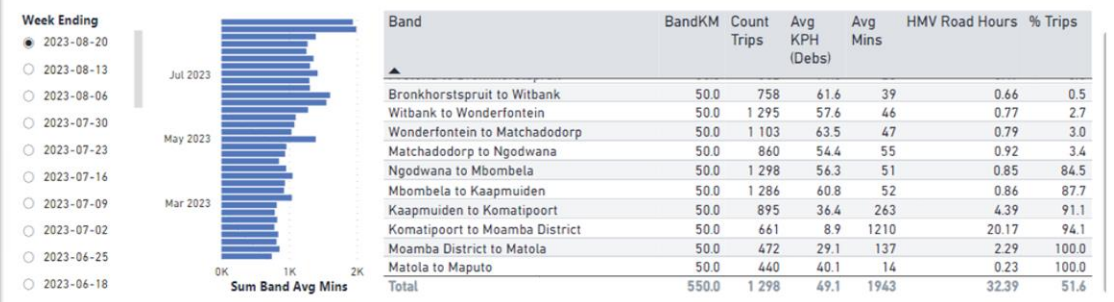 Week Ending
2023-08-20
2023-08-13
2023-08-06
2023-07-30
2023-07-23
2023-07-16
2023-07-09
2023-07-02
2023-06-25
2023-06-18
Jul 2023
May 2023
Mar 2023
0K 1K 2K
Sum Band Avg Mins
Band BandKM Count Trips Avg KPH (Debs) Avg Mins HMV Road Hours % Trips
Bronkhorstspruit to Witbank 50.0 758 61.6 39 0.66 0.5
Witbank to Wonderfontein 50.0 1 295 57.6 46 0.77 2.7
Wonderfontein to Matchadodorp 50.0 1 103 63.5 47 0.79 3.0
Matchadodorp to Ngodwana 50.0 860 54.4 55 0.92 3.4
Ngodwana to Mbombela 50.0 1 298 56.3 51 0.85 84.5
Mbombela to Kaapmuiden 50.0 1 286 60.8 52 0.86 87.7
Kaapmuiden to Komatipoort 50.0 895 36.4 263 4.39 91.1
Komatipoort to Moamba District 50.0 661 8.9 1210 20.17 94.1
Moamba District to Matola 50.0 472 29.1 137 2.29 100.0
Matola to Maputo 50.0 440 40.1 14 0.23 100.0
Total 550.0 1 298 49.1 1943 32.39 51.6